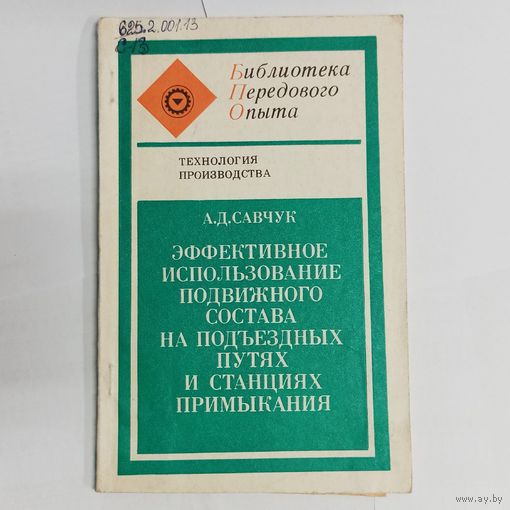 625.2.001.13
С-13
Библиотека
Передового
Опыта
ТЕХНОЛОГИЯ
ПРОИЗВОДСТВА
А.Д.САВЧУК
ЭФФЕКТИВНОЕ
ИСПОЛЬЗОВАНИЕ
ПОДВИЖНОГО
СОСТАВА
НА ПОДЪЕЗДНЫХ
ПУТЯХ
И СТАНЦИЯХ
ПРИМЫКАНИЯ
www.ay.by